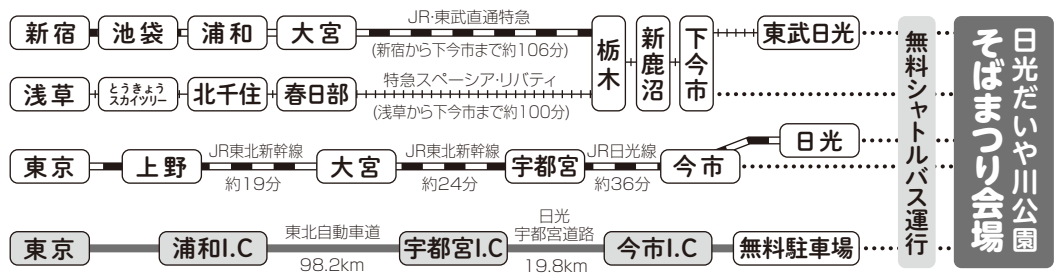 新宿 池袋 浦和 大宮 JR・東武直通特急 (新宿から下今市まで約106分) 栃木 新鹿沼 下今市 東武日光
浅草 とうきょうスカイツリー 北千住 春日部 特急スペーシア・リバティ (浅草から下今市まで約100分)
東京 上野 大宮 宇都宮 今市 日光
JR東北新幹線 約19分 JR東北新幹線 約24分 JR日光線 約36分
東京 浦和I.C 東北自動車道 98.2km 宇都宮I.C 日光宇都宮道路 19.8km 今市I.C 無料駐車場
無料シャトルバス運行
日光だいや川公園
そばまつり会場